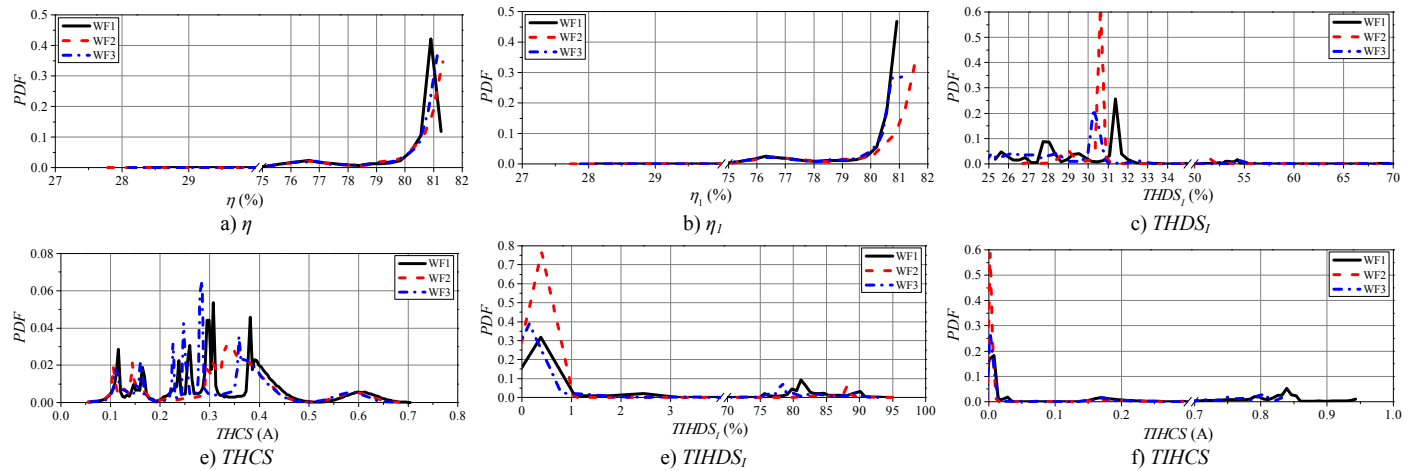 0.5
0.4
0.3
0.2
0.1
0.0
PDF
WF1
WF2
WF3
27 28 29 75 76 77 78 79 80 81 82
η (%)
a) η
0.5
0.4
0.3
0.2
0.1
0.0
PDF
WF1
WF2
WF3
27 28 29 75 76 77 78 79 80 81 82
η1 (%)
b) η1
0.6
0.5
0.4
0.3
0.2
0.1
0.0
PDF
WF1
WF2
WF3
25 26 27 28 29 30 31 32 33 34 50 55 60 65 70
THDSI (%)
c) THDSI
0.08
0.06
0.04
0.02
0.00
PDF
WF1
WF2
WF3
0.0 0.1 0.2 0.3 0.4 0.5 0.6 0.7 0.8
THCS (A)
e) THCS
0.8
0.7
0.6
0.5
0.4
0.3
0.2
0.1
0.0
PDF
WF1
WF2
WF3
0 1 2 3 70 75 80 85 90 95 100
TIHDSI (%)
e) TIHDSI
0.6
0.5
0.4
0.3
0.2
0.1
0.0
PDF
WF1
WF2
WF3
0.0 0.2 0.7 0.8 0.9 1.0
TIHCS (A)
f) TIHCS